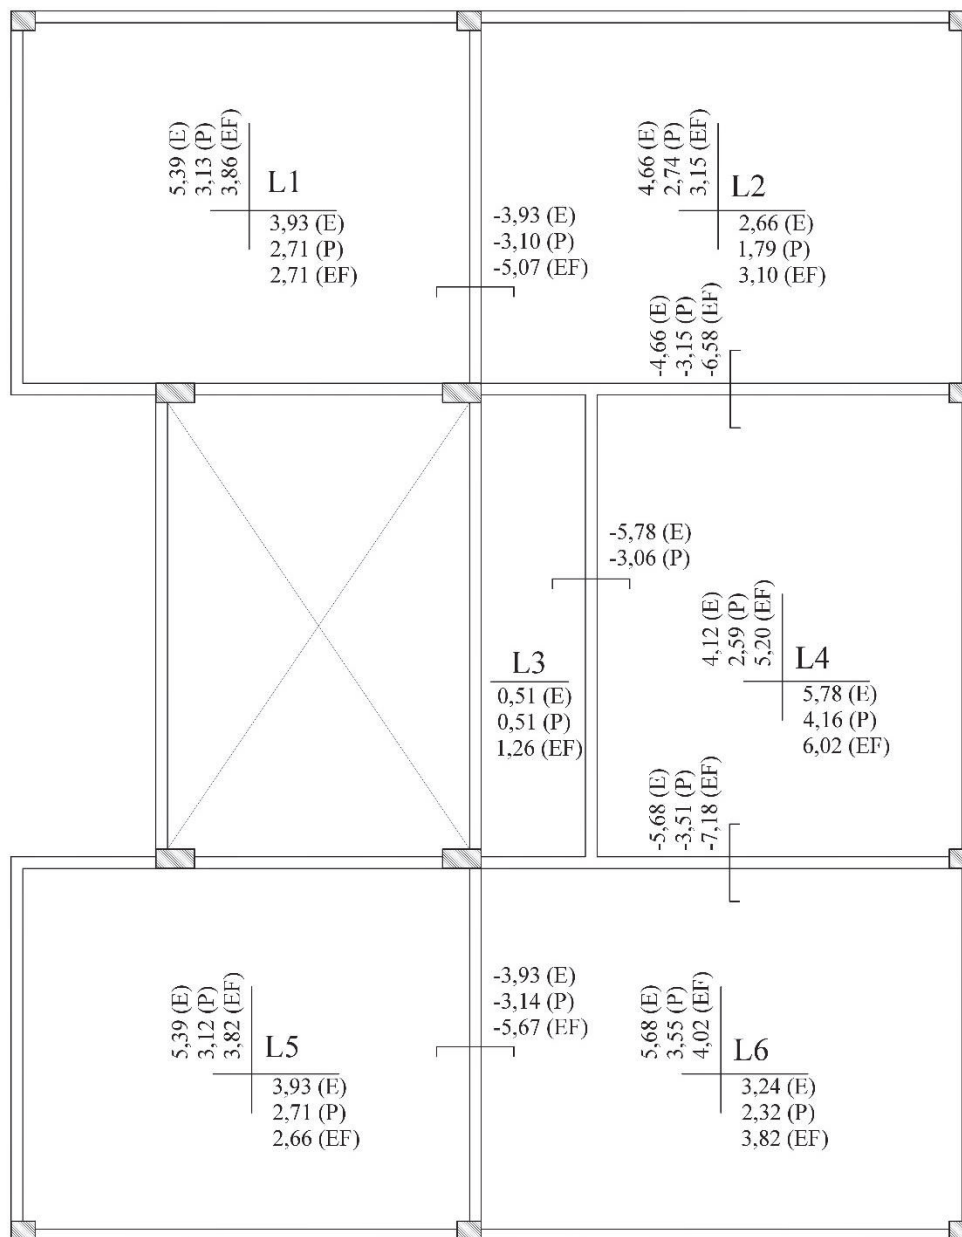 5,39 (E)
3,13 (P)
3,86 (EF)
L1
3,93 (E)
2,71 (P)
2,71 (EF)
-3,93 (E)
-3,10 (P)
-5,07 (EF)
4,66 (E)
2,74 (P)
3,15 (EF)
L2
2,66 (E)
1,79 (P)
3,10 (EF)
-4,66 (E)
-3,15 (P)
-6,58 (EF)
-5,78 (E)
-3,06 (P)
L3
0,51 (E)
0,51 (P)
1,26 (EF)
4,12 (E)
2,59 (P)
5,20 (EF)
L4
5,78 (E)
4,16 (P)
6,02 (EF)
-5,68 (E)
-3,51 (P)
-7,18 (EF)
5,39 (E)
3,12 (P)
3,82 (EF)
L5
3,93 (E)
2,71 (P)
2,66 (EF)
-3,93 (E)
-3,14 (P)
-5,67 (EF)
5,68 (E)
3,55 (P)
4,02 (EF)
L6
3,24 (E)
2,32 (P)
3,82 (EF)